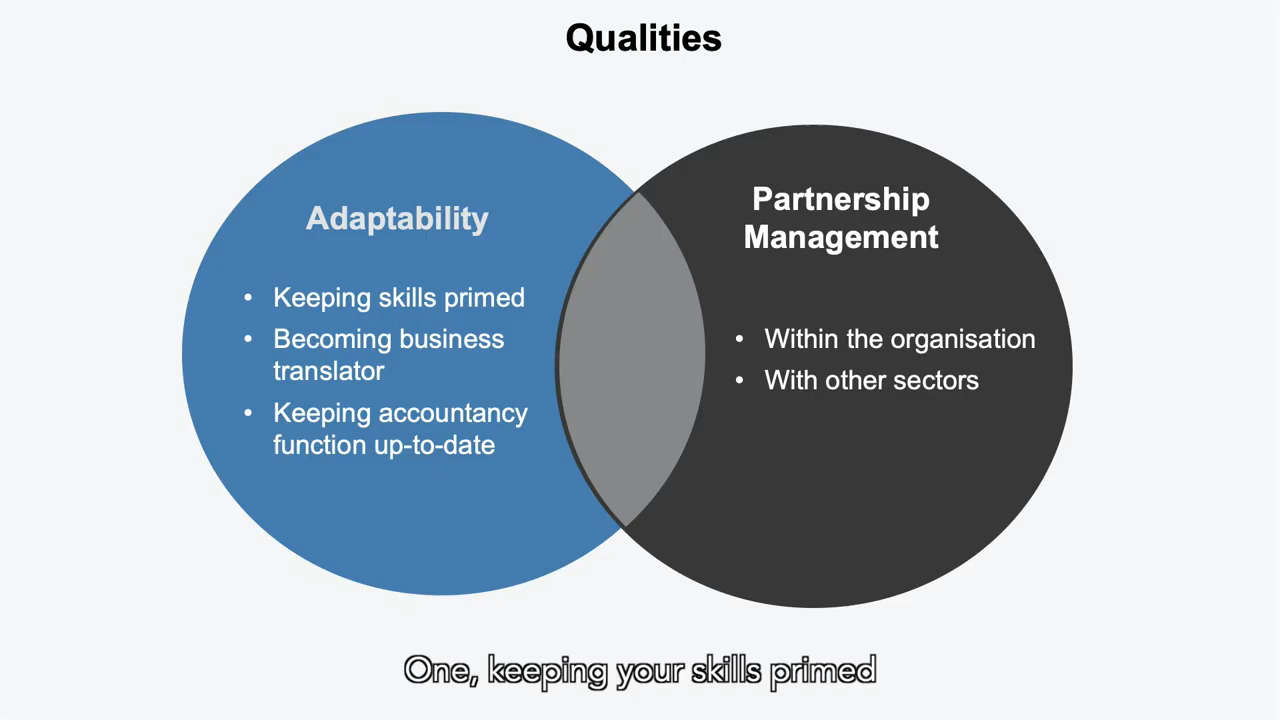 Qualities
Adaptability
• Keeping skills primed
• Becoming business
translator
• Keeping accountancy
function up-to-date
Partnership
Management
• Within the organisation
• With other sectors
One, keeping your skills primed